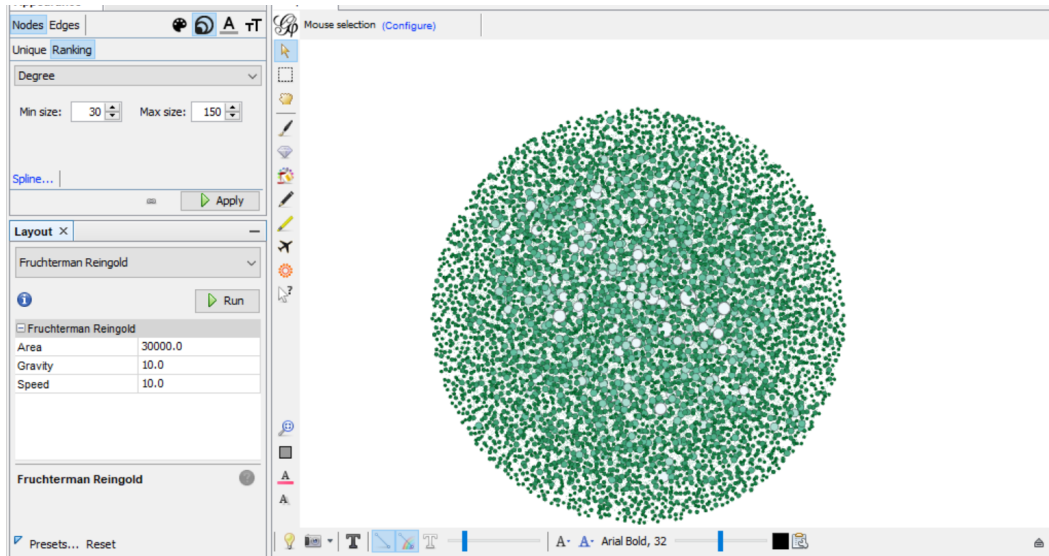 Nodes Edges A TT
Mouse selection (Configure)
Unique Ranking
Degree
Min size: 30 Max size: 150
Spline...
Apply
Layout
Fruchterman Reingold
Run
Fruchterman Reingold
Area 30000.0
Gravity 10.0
Speed 10.0
Fruchterman Reingold
Presets... Reset
A
A
T T A- A- Arial Bold, 32